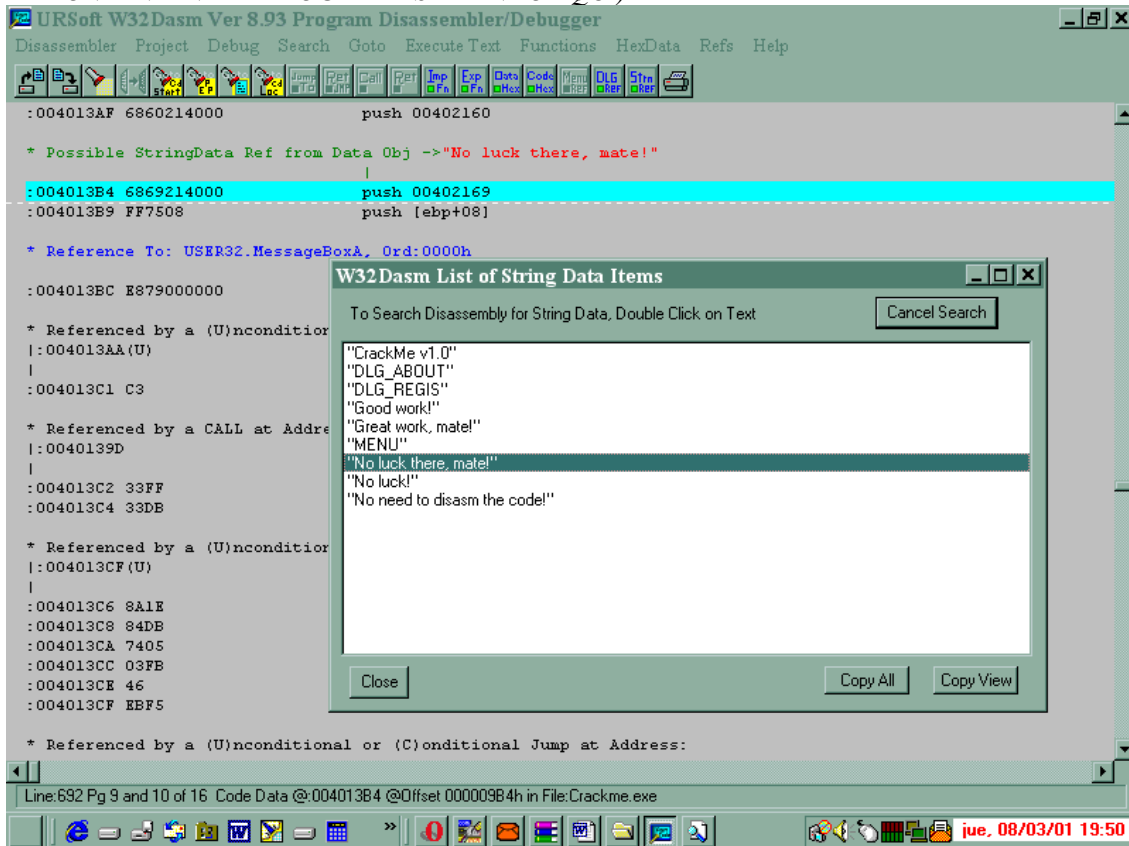 URSoft W32Dasm Ver 8.93 Program Disassembler/Debugger
Disassembler Project Debug Search Goto Execute Text Functions HexData Refs Help
:004013AF 6860214000 push 00402160
* Possible StringData Ref from Data Obj ->"No luck there, mate!"
|
:004013B4 6869214000 push 00402169
:004013B9 FF7508 push [ebp+08]
* Reference To: USER32.MessageBoxA, Ord:0000h
:004013BC E879000000
* Referenced by a (U)nconditior
|:004013AA(U)
|
:004013C1 C3
* Referenced by a CALL at Addre
|:0040139D
|
:004013C2 33FF
:004013C4 33DB
* Referenced by a (U)nconditior
|:004013CF(U)
|
:004013C6 8A1E
:004013C8 84DB
:004013CA 7405
:004013CC 03FB
:004013CE 46
:004013CF EBF5
* Referenced by a (U)nconditional or (C)onditional Jump at Address:
W32Dasm List of String Data Items
To Search Disassembly for String Data, Double Click on Text
Cancel Search
"CrackMe v1.0"
"DLG_ABOUT"
"DLG_REGIS"
"Good work!"
"Great work, mate!"
"MENU"
"No luck there, mate!"
"No luck!"
"No need to disasm the code!"
Close
Copy All
Copy View
Line:692 Pg 9 and 10 of 16 Code Data @:004013B4 @Offset 000009B4h in File:Crackme.exe
jue, 08/03/01 19:50